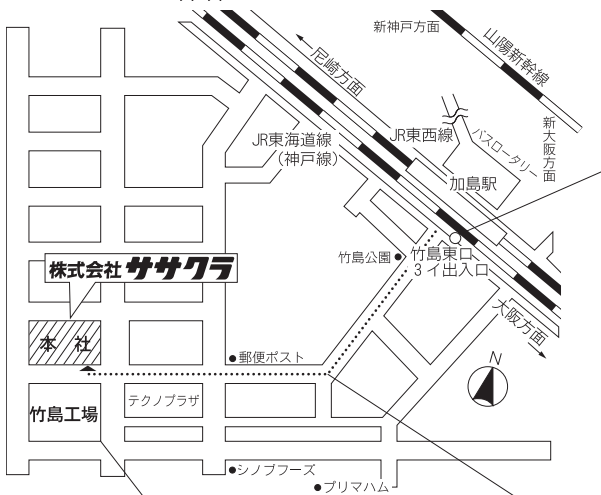 新神戸方面
山陽新幹線
尼崎方面
新大阪方面
JR東西線
バスロータリー
JR東海道線
(神戸線)
加島駅
竹島公園
竹島東口
3 イ出入口
株式会社 ササクラ
大阪方面
本社
郵便ポスト
N
テクノプラザ
竹島工場
シノブフーズ
プリマハム